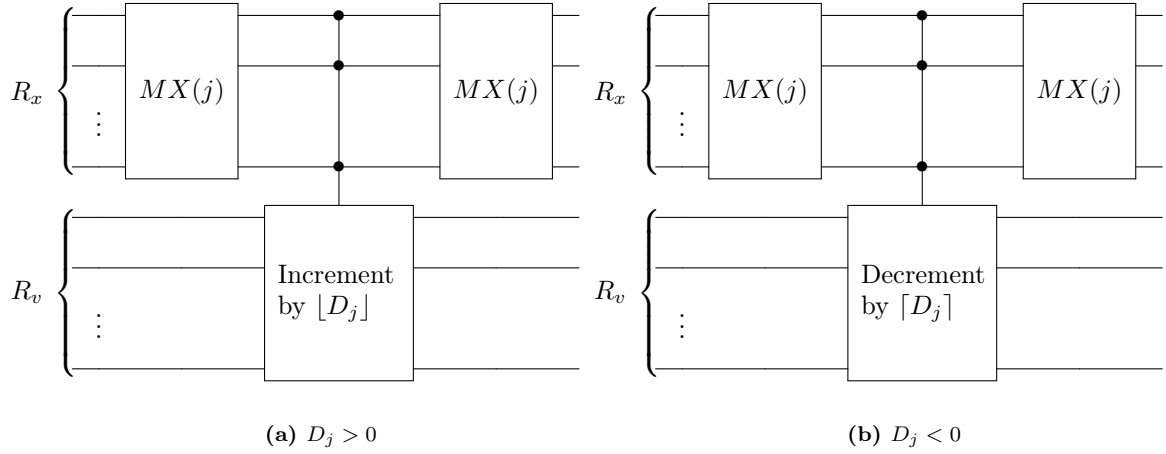 R_x
MX(j)
MX(j)
⋮
R_v
Increment
by ⌊D_j⌋
⋮
(a) D_j > 0
R_x
MX(j)
MX(j)
⋮
R_v
Decrement
by ⌈D_j⌉
⋮
(b) D_j < 0